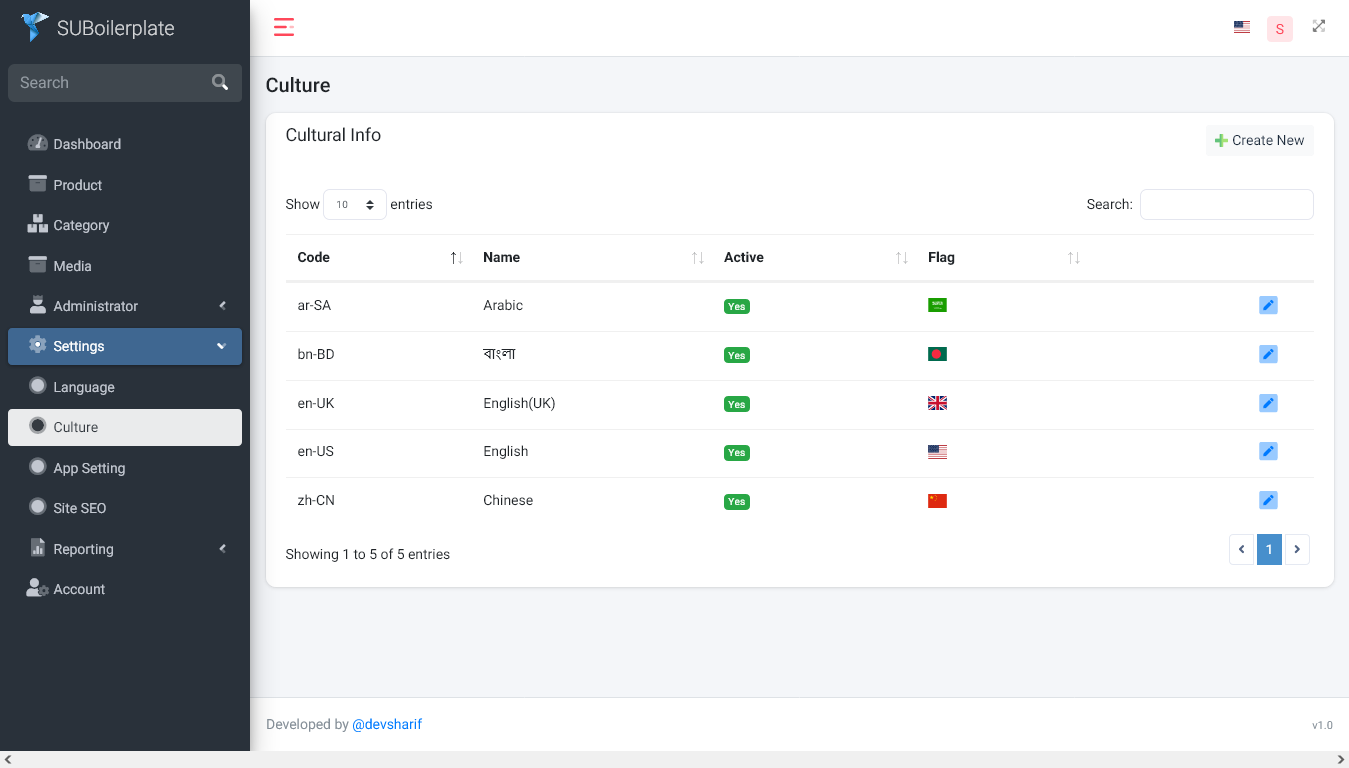 SUBoilerplate
S
Search
Culture
Cultural Info
Create New
Dashboard
Product
Category
Media
Administrator
Settings
Language
Culture
App Setting
Site SEO
Reporting
Account
Show 10 entries
Search:
Code Name Active Flag
ar-SA Arabic Yes
bn-BD বাংলা Yes
en-UK English(UK) Yes
en-US English Yes
zh-CN Chinese Yes
Showing 1 to 5 of 5 entries
1
Developed by @devsharif
v1.0